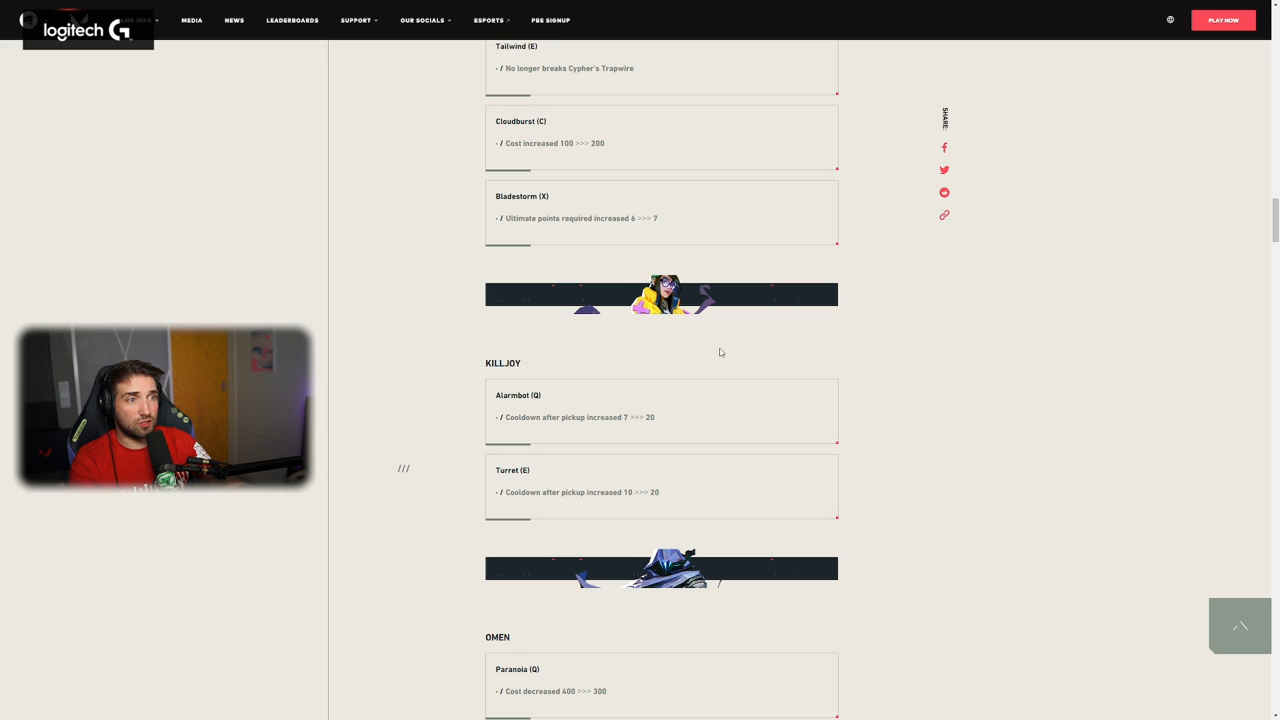 logitech G
GAME INFO
MEDIA
NEWS
LEADERBOARDS
SUPPORT
OUR SOCIALS
ESPORTS
PBE SIGNUP
PLAY NOW
Tailwind (E)
- / No longer breaks Cypher's Trapwire
Cloudburst (C)
- / Cost increased 100 >>> 200
Bladestorm (X)
- / Ultimate points required increased 6 >>> 7
SHARE:
KILLJOY
Alarmbot (Q)
- / Cooldown after pickup increased 7 >>> 20
Turret (E)
- / Cooldown after pickup increased 10 >>> 20
///
OMEN
Paranoia (Q)
- / Cost decreased 400 >>> 300